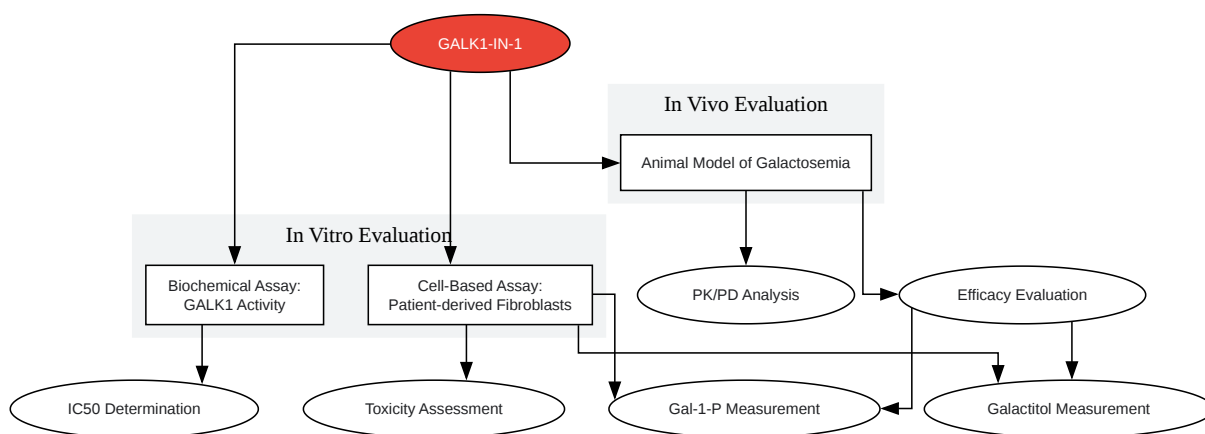 GALK1-IN-1
In Vivo Evaluation
Animal Model of Galactosemia
In Vitro Evaluation
Biochemical Assay:
GALK1 Activity
Cell-Based Assay:
Patient-derived Fibroblasts
PK/PD Analysis
Efficacy Evaluation
IC50 Determination
Toxicity Assessment
Gal-1-P Measurement
Galactitol Measurement